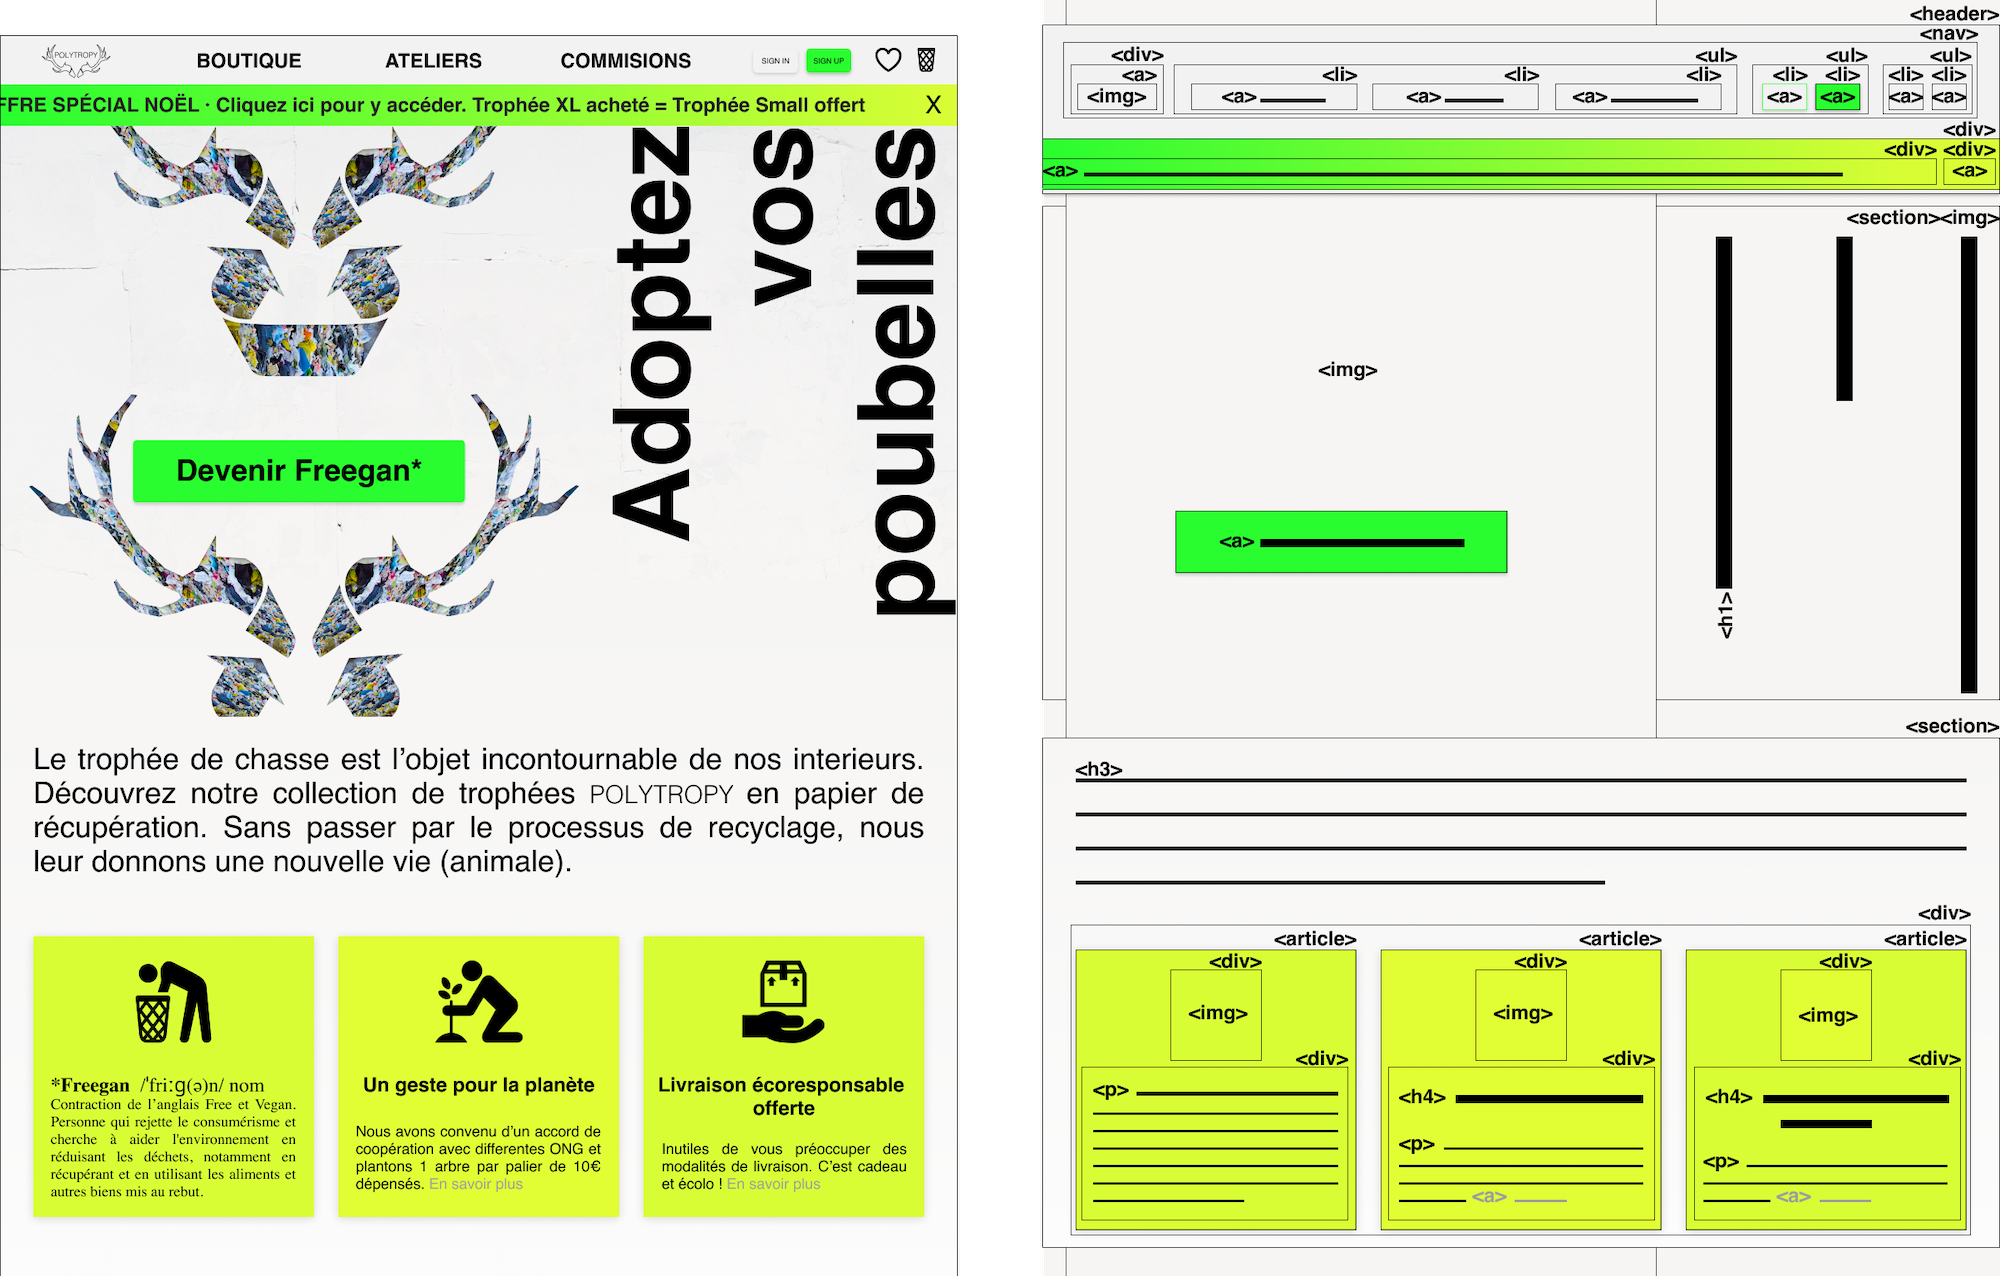 POLYTROPY
BOUTIQUE
ATELIERS
COMMISIONS
SIGN IN
SIGN UP
FFRE SPÉCIAL NOËL · Cliquez ici pour y accéder. Trophée XL acheté = Trophée Small offert
X
Adoptez
vos
poubelles
Devenir Freegan*
Le trophée de chasse est l’objet incontournable de nos interieurs.
Découvrez notre collection de trophées POLYTROPY en papier de
récupération. Sans passer par le processus de recyclage, nous
leur donnons une nouvelle vie (animale).
*Freegan /ˈfriːɡ(ə)n/ nom
Contraction de l’anglais Free et Vegan.
Personne qui rejette le consumérisme et
cherche à aider l'environnement en
réduisant les déchets, notamment en
récupérant et en utilisant les aliments et
autres biens mis au rebut.
Un geste pour la planète
Nous avons convenu d’un accord de
coopération avec differentes ONG et
plantons 1 arbre par palier de 10€
dépensés. En savoir plus
Livraison écoresponsable
offerte
Inutiles de vous préoccuper des
modalités de livraison. C’est cadeau
et écolo ! En savoir plus
<header>
<nav>
<div> <ul> <ul> <ul>
<a> <li> <li> <li> <li> <li> <li> <li>
<img> <a> <a> <a> <a> <a> <a> <a>
<div>
<div> <div>
<a> <a>
<section><img>
<img>
<a>
<h1>
<section>
<h3>
<div>
<article> <article> <article>
<div> <div> <div>
<img> <img> <img>
<div> <div> <div>
<p> <h4> <h4>
<p> <p>
<a> <a>